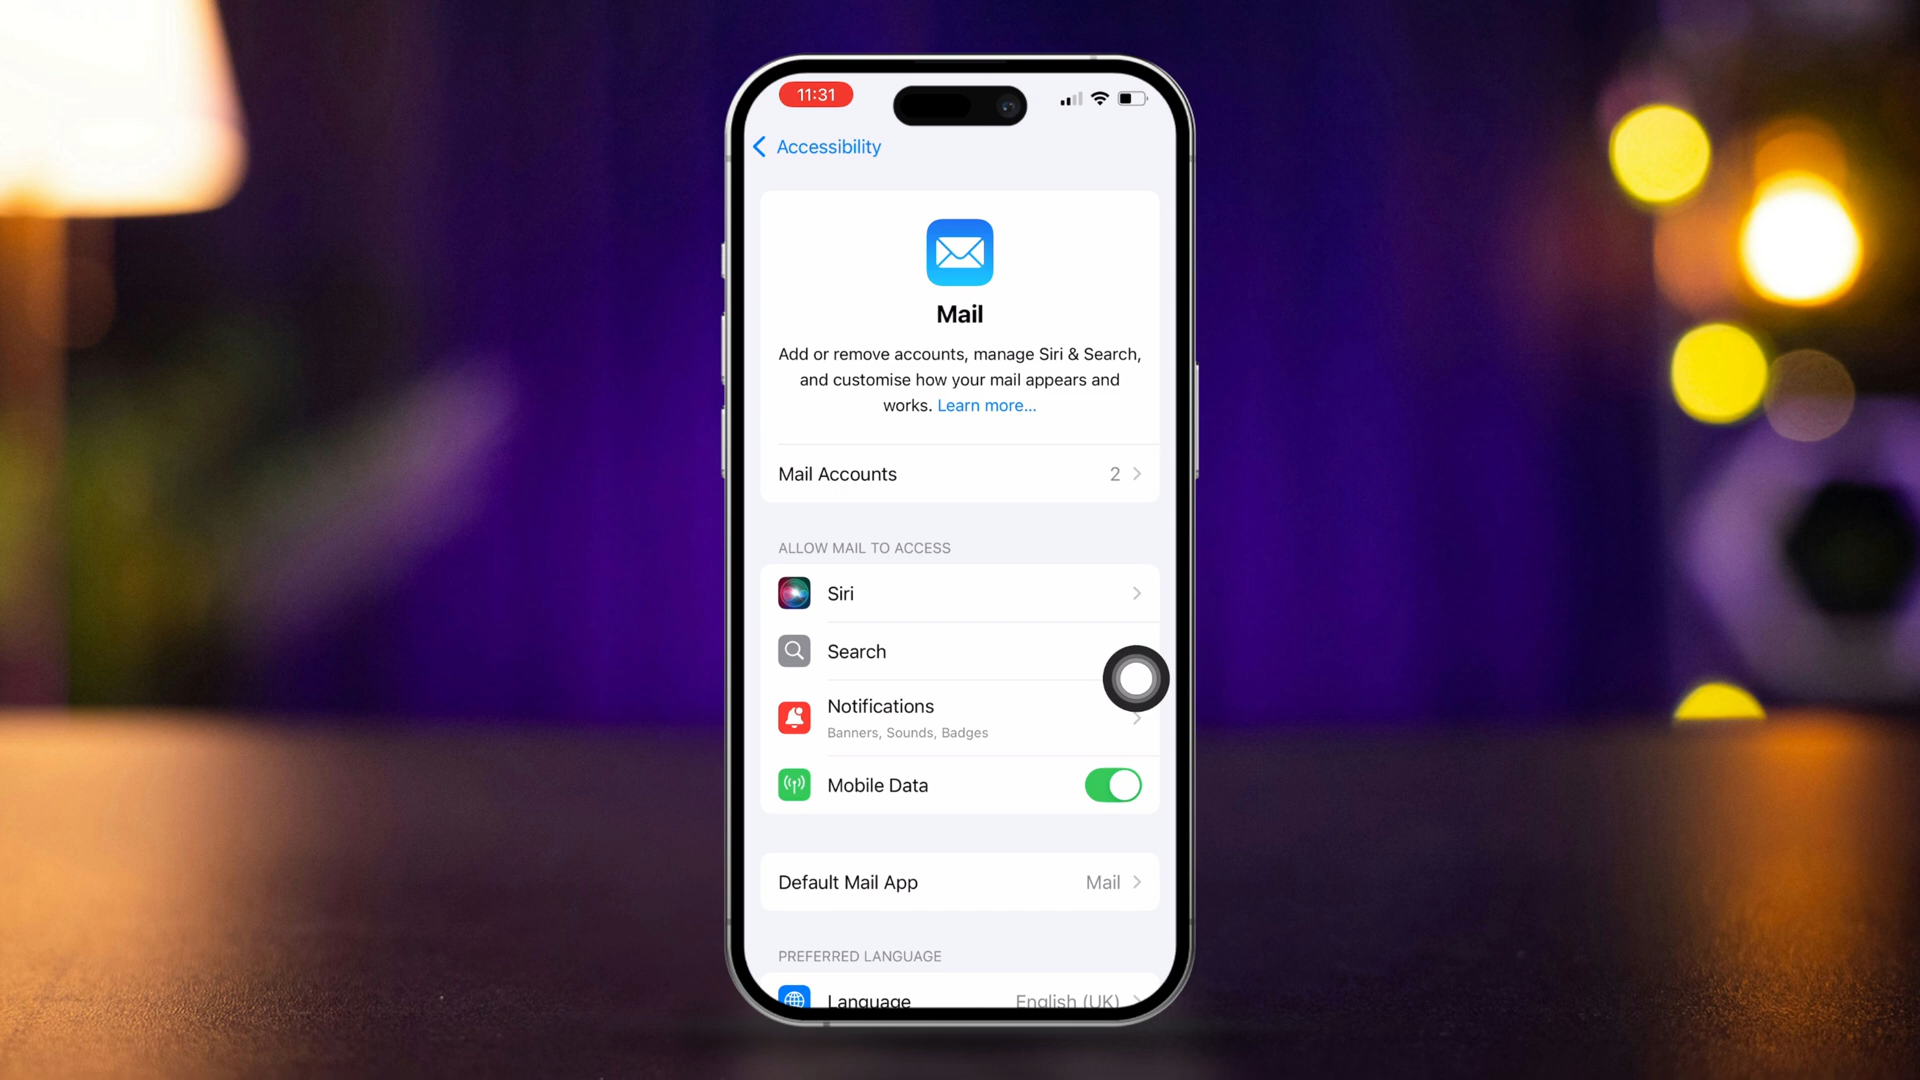 11:31
Accessibility
Mail
Add or remove accounts, manage Siri & Search,
and customise how your mail appears and
works. Learn more...
Mail Accounts 2
ALLOW MAIL TO ACCESS
Siri
Search
Notifications
Banners, Sounds, Badges
Mobile Data
Default Mail App Mail
PREFERRED LANGUAGE
Language English (UK)